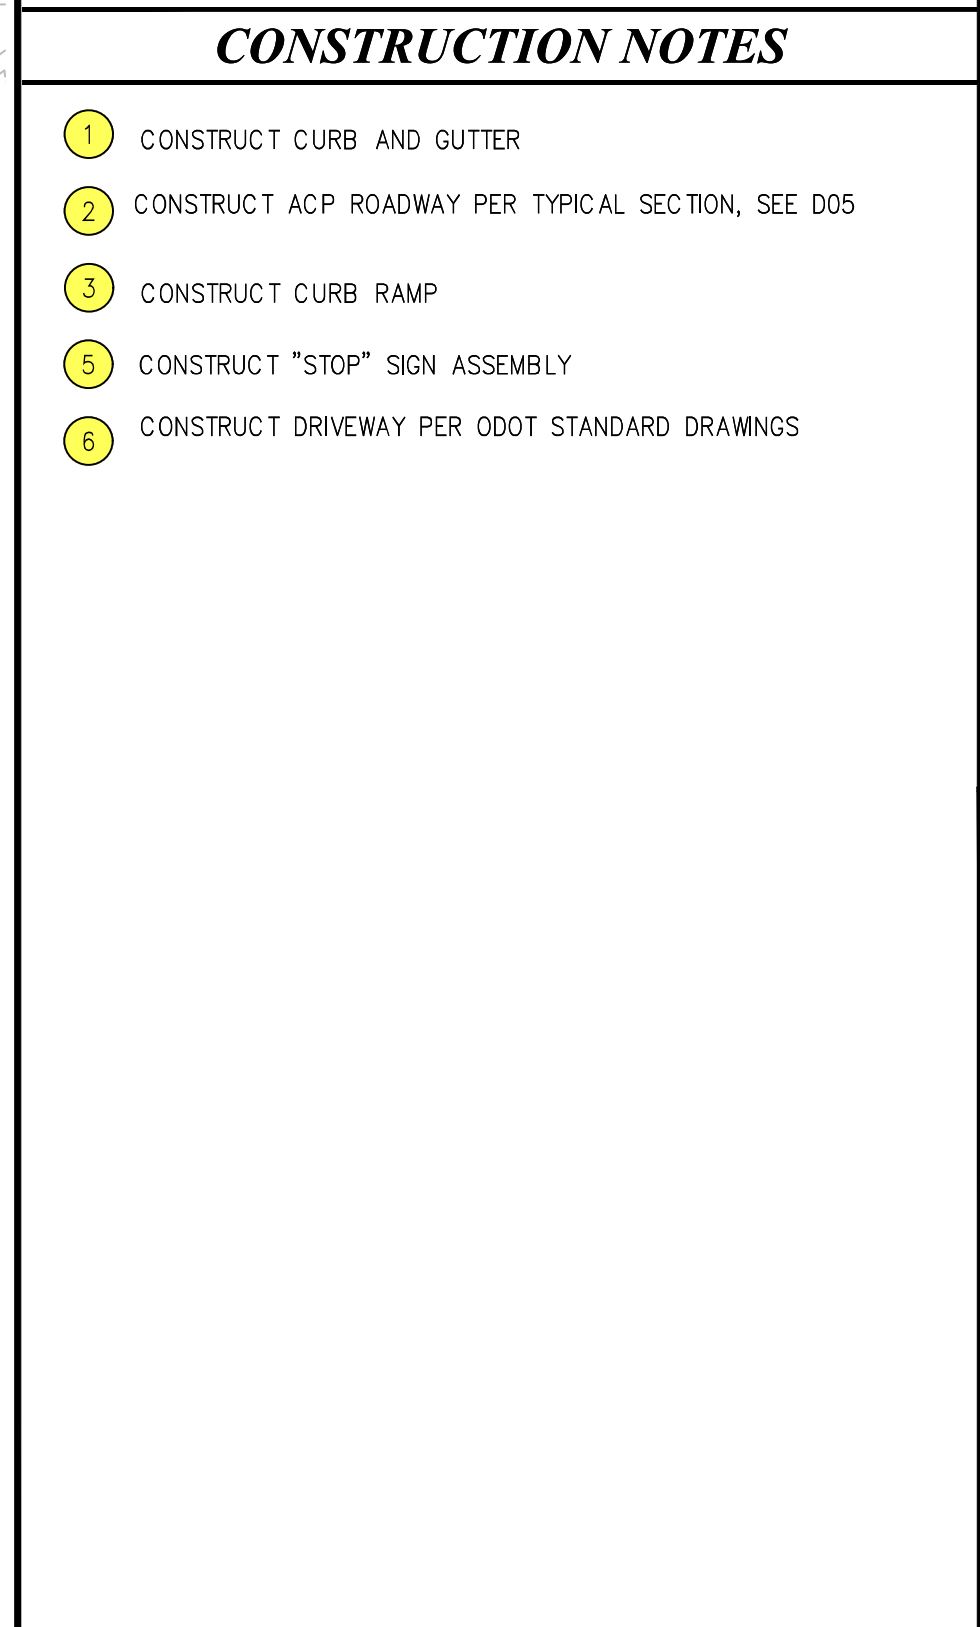 CONSTRUCTION NOTES
1 CONSTRUCT CURB AND GUTTER
2 CONSTRUCT ACP ROADWAY PER TYPICAL SECTION, SEE D05
3 CONSTRUCT CURB RAMP
5 CONSTRUCT "STOP" SIGN ASSEMBLY
6 CONSTRUCT DRIVEWAY PER ODOT STANDARD DRAWINGS